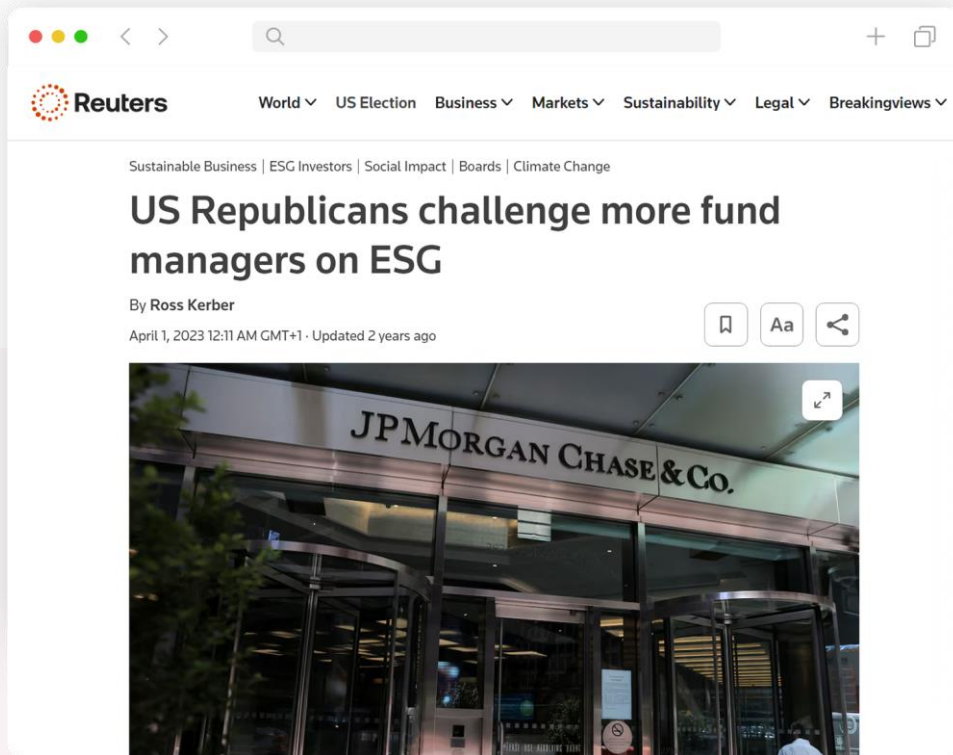 Reuters
World US Election Business Markets Sustainability Legal Breakingviews
Sustainable Business | ESG Investors | Social Impact | Boards | Climate Change
US Republicans challenge more fund
managers on ESG
By Ross Kerber
April 1, 2023 12:11 AM GMT+1 · Updated 2 years ago
Aa
JPMORGAN CHASE & CO.